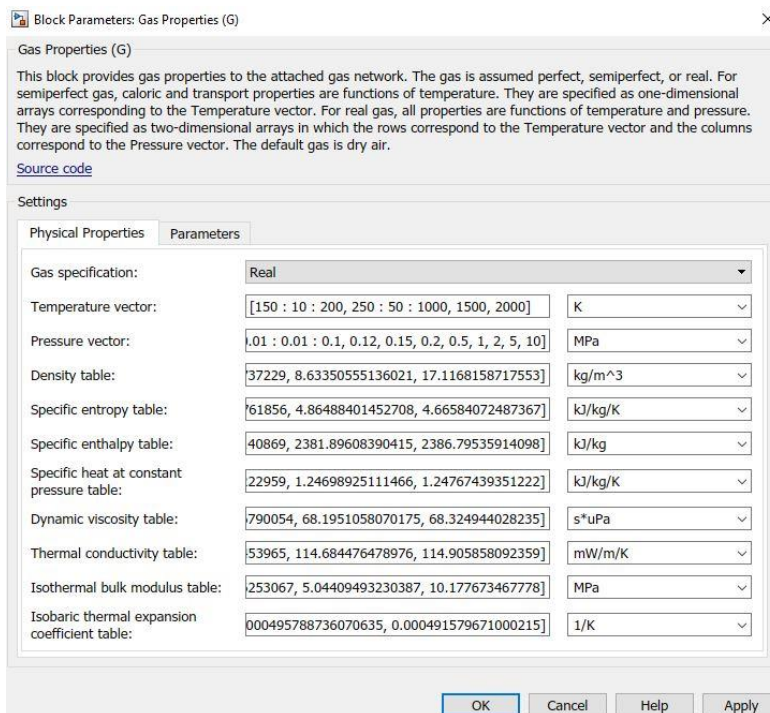 Block Parameters: Gas Properties (G)
Gas Properties (G)
This block provides gas properties to the attached gas network. The gas is assumed perfect, semiperfect, or real. For
semiperfect gas, caloric and transport properties are functions of temperature. They are specified as one-dimensional
arrays corresponding to the Temperature vector. For real gas, all properties are functions of temperature and pressure.
They are specified as two-dimensional arrays in which the rows correspond to the Temperature vector and the columns
correspond to the Pressure vector. The default gas is dry air.
Source code
Settings
Physical Properties Parameters
Gas specification: Real
Temperature vector: [150 : 10 : 200, 250 : 50 : 1000, 1500, 2000] K
Pressure vector: .01 : 0.01 : 0.1, 0.12, 0.15, 0.2, 0.5, 1, 2, 5, 10] MPa
Density table: 737229, 8.63350555136021, 17.1168158717553] kg/m^3
Specific entropy table: 761856, 4.86488401452708, 4.66584072487367] kJ/kg/K
Specific enthalpy table: 40869, 2381.89608390415, 2386.79535914098] kJ/kg
Specific heat at constant
pressure table: 222959, 1.24698925111466, 1.24767439351222] kJ/kg/K
Dynamic viscosity table: 5790054, 68.1951058070175, 68.324944028235] s*uPa
Thermal conductivity table: 53965, 114.684476478976, 114.905858092359] mW/m/K
Isothermal bulk modulus table: 5253067, 5.04409493230387, 10.177673467778] MPa
Isobaric thermal expansion
coefficient table: 000495788736070635, 0.000491579671000215] 1/K
OK Cancel Help Apply